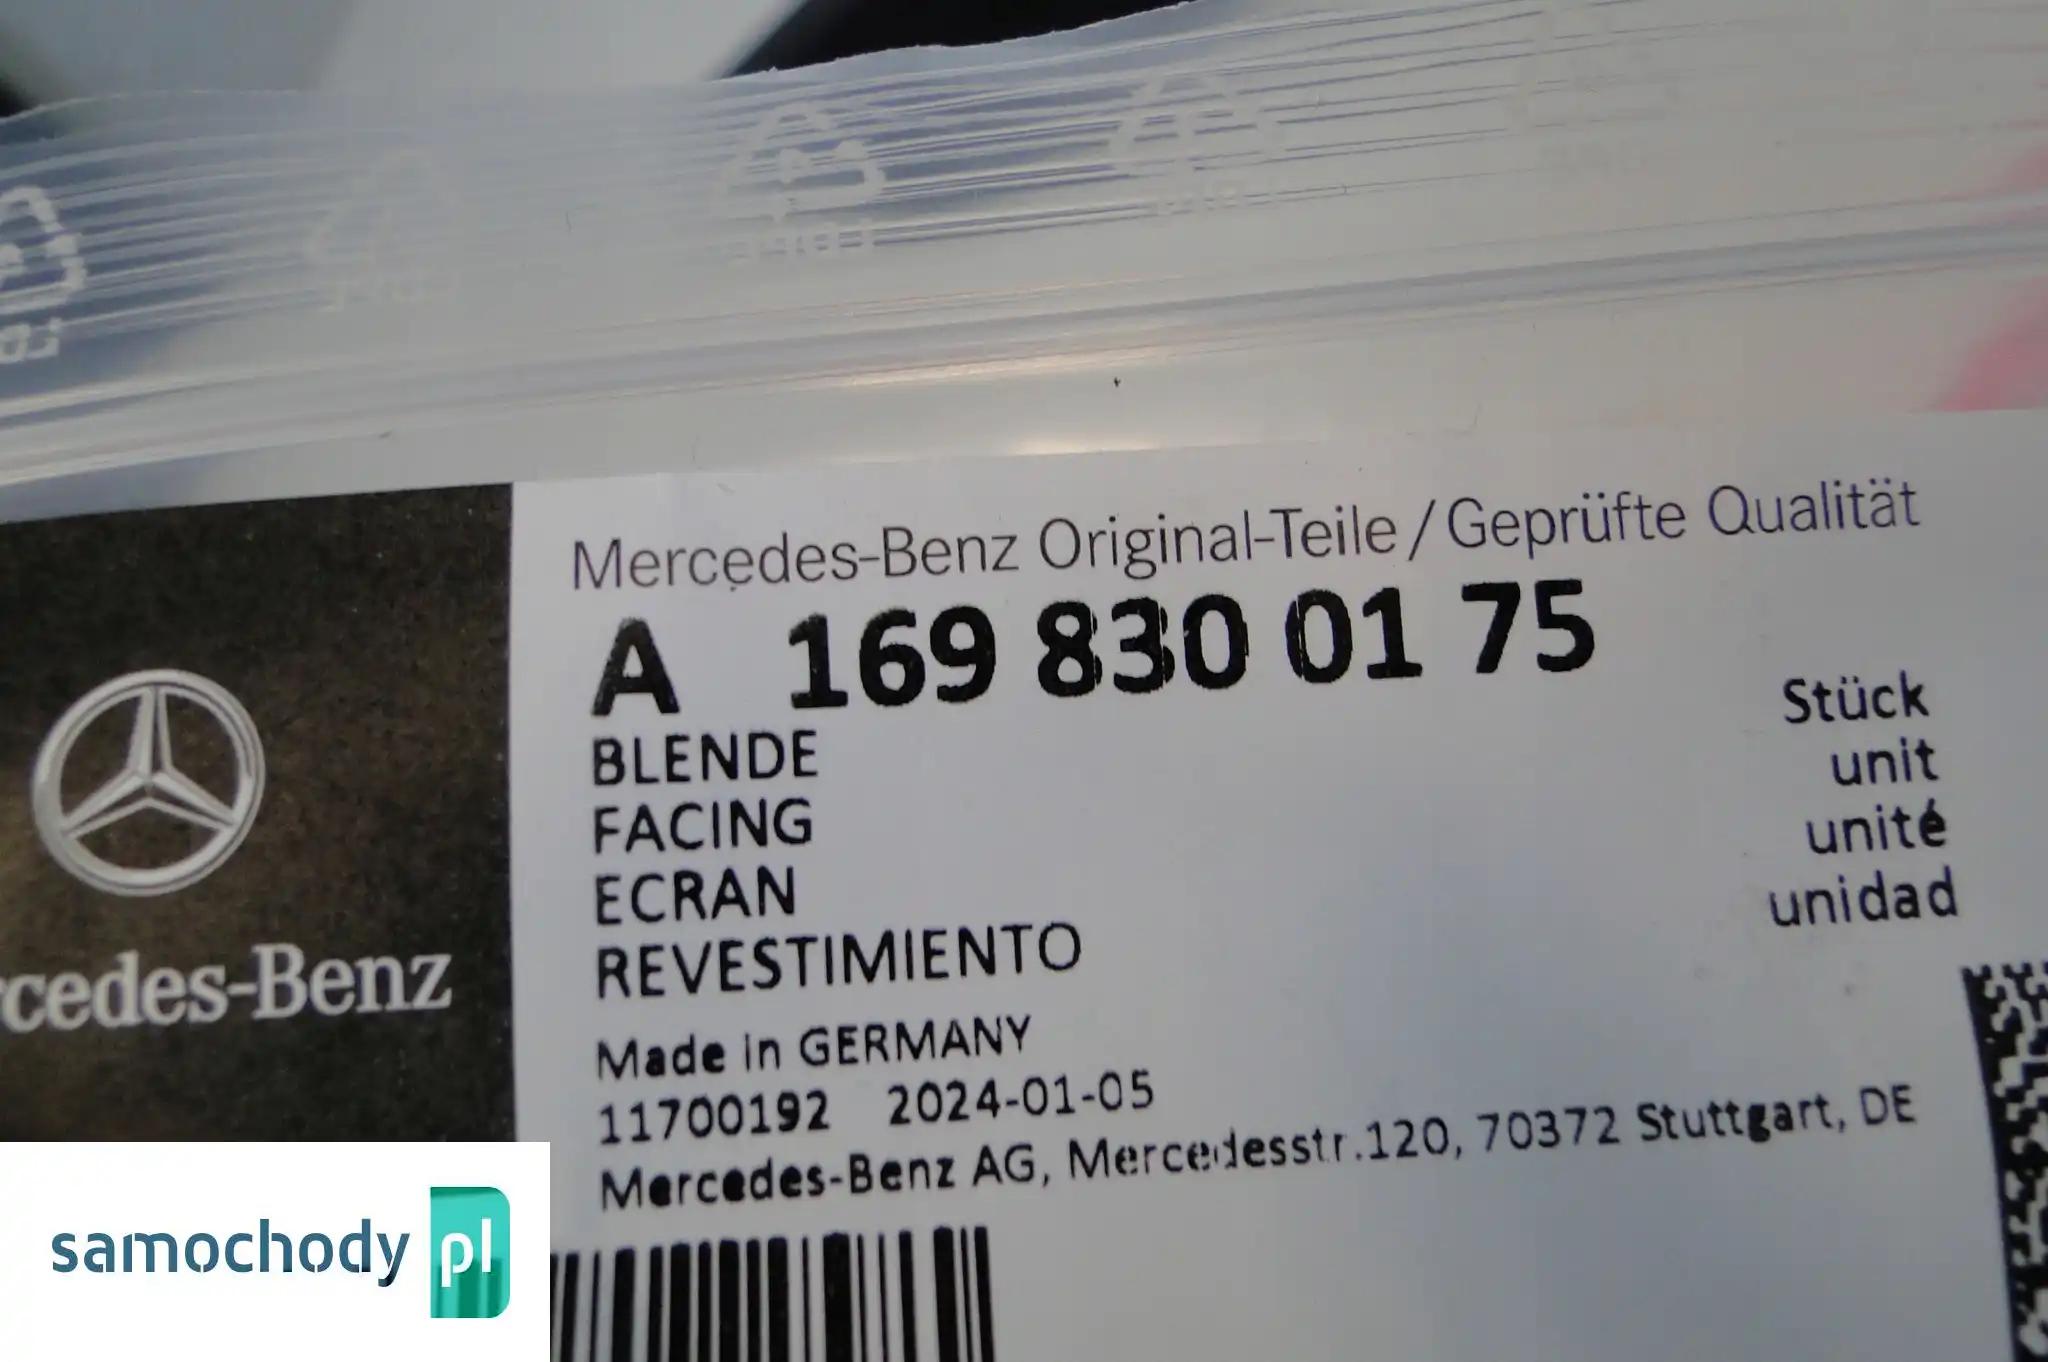 Mercedes-Benz Original-Teile / Geprüfte Qualität
A 169 830 01 75
BLENDE
FACING
ECRAN
REVESTIMIENTO
Stück
unit
unité
unidad
Made in GERMANY
11700192 2024-01-05
Mercedes-Benz AG, Mercedesstr.120, 70372 Stuttgart, DE
rcedes-Benz
samochody pl